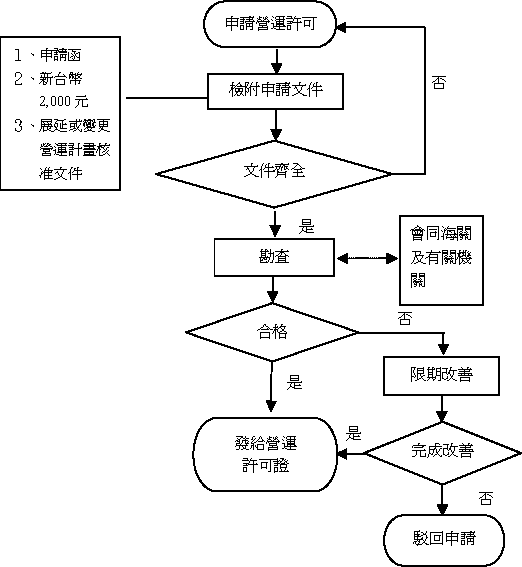 申請營運許可
1、申請函
2、新台幣
2,000 元
3、展延或變更
營運計畫核
准文件
檢附申請文件
否
文件齊全
是
勘查
會同海關
及有關機
關
合格
否
限期改善
是
發給營運
許可證
是
完成改善
否
駁回申請